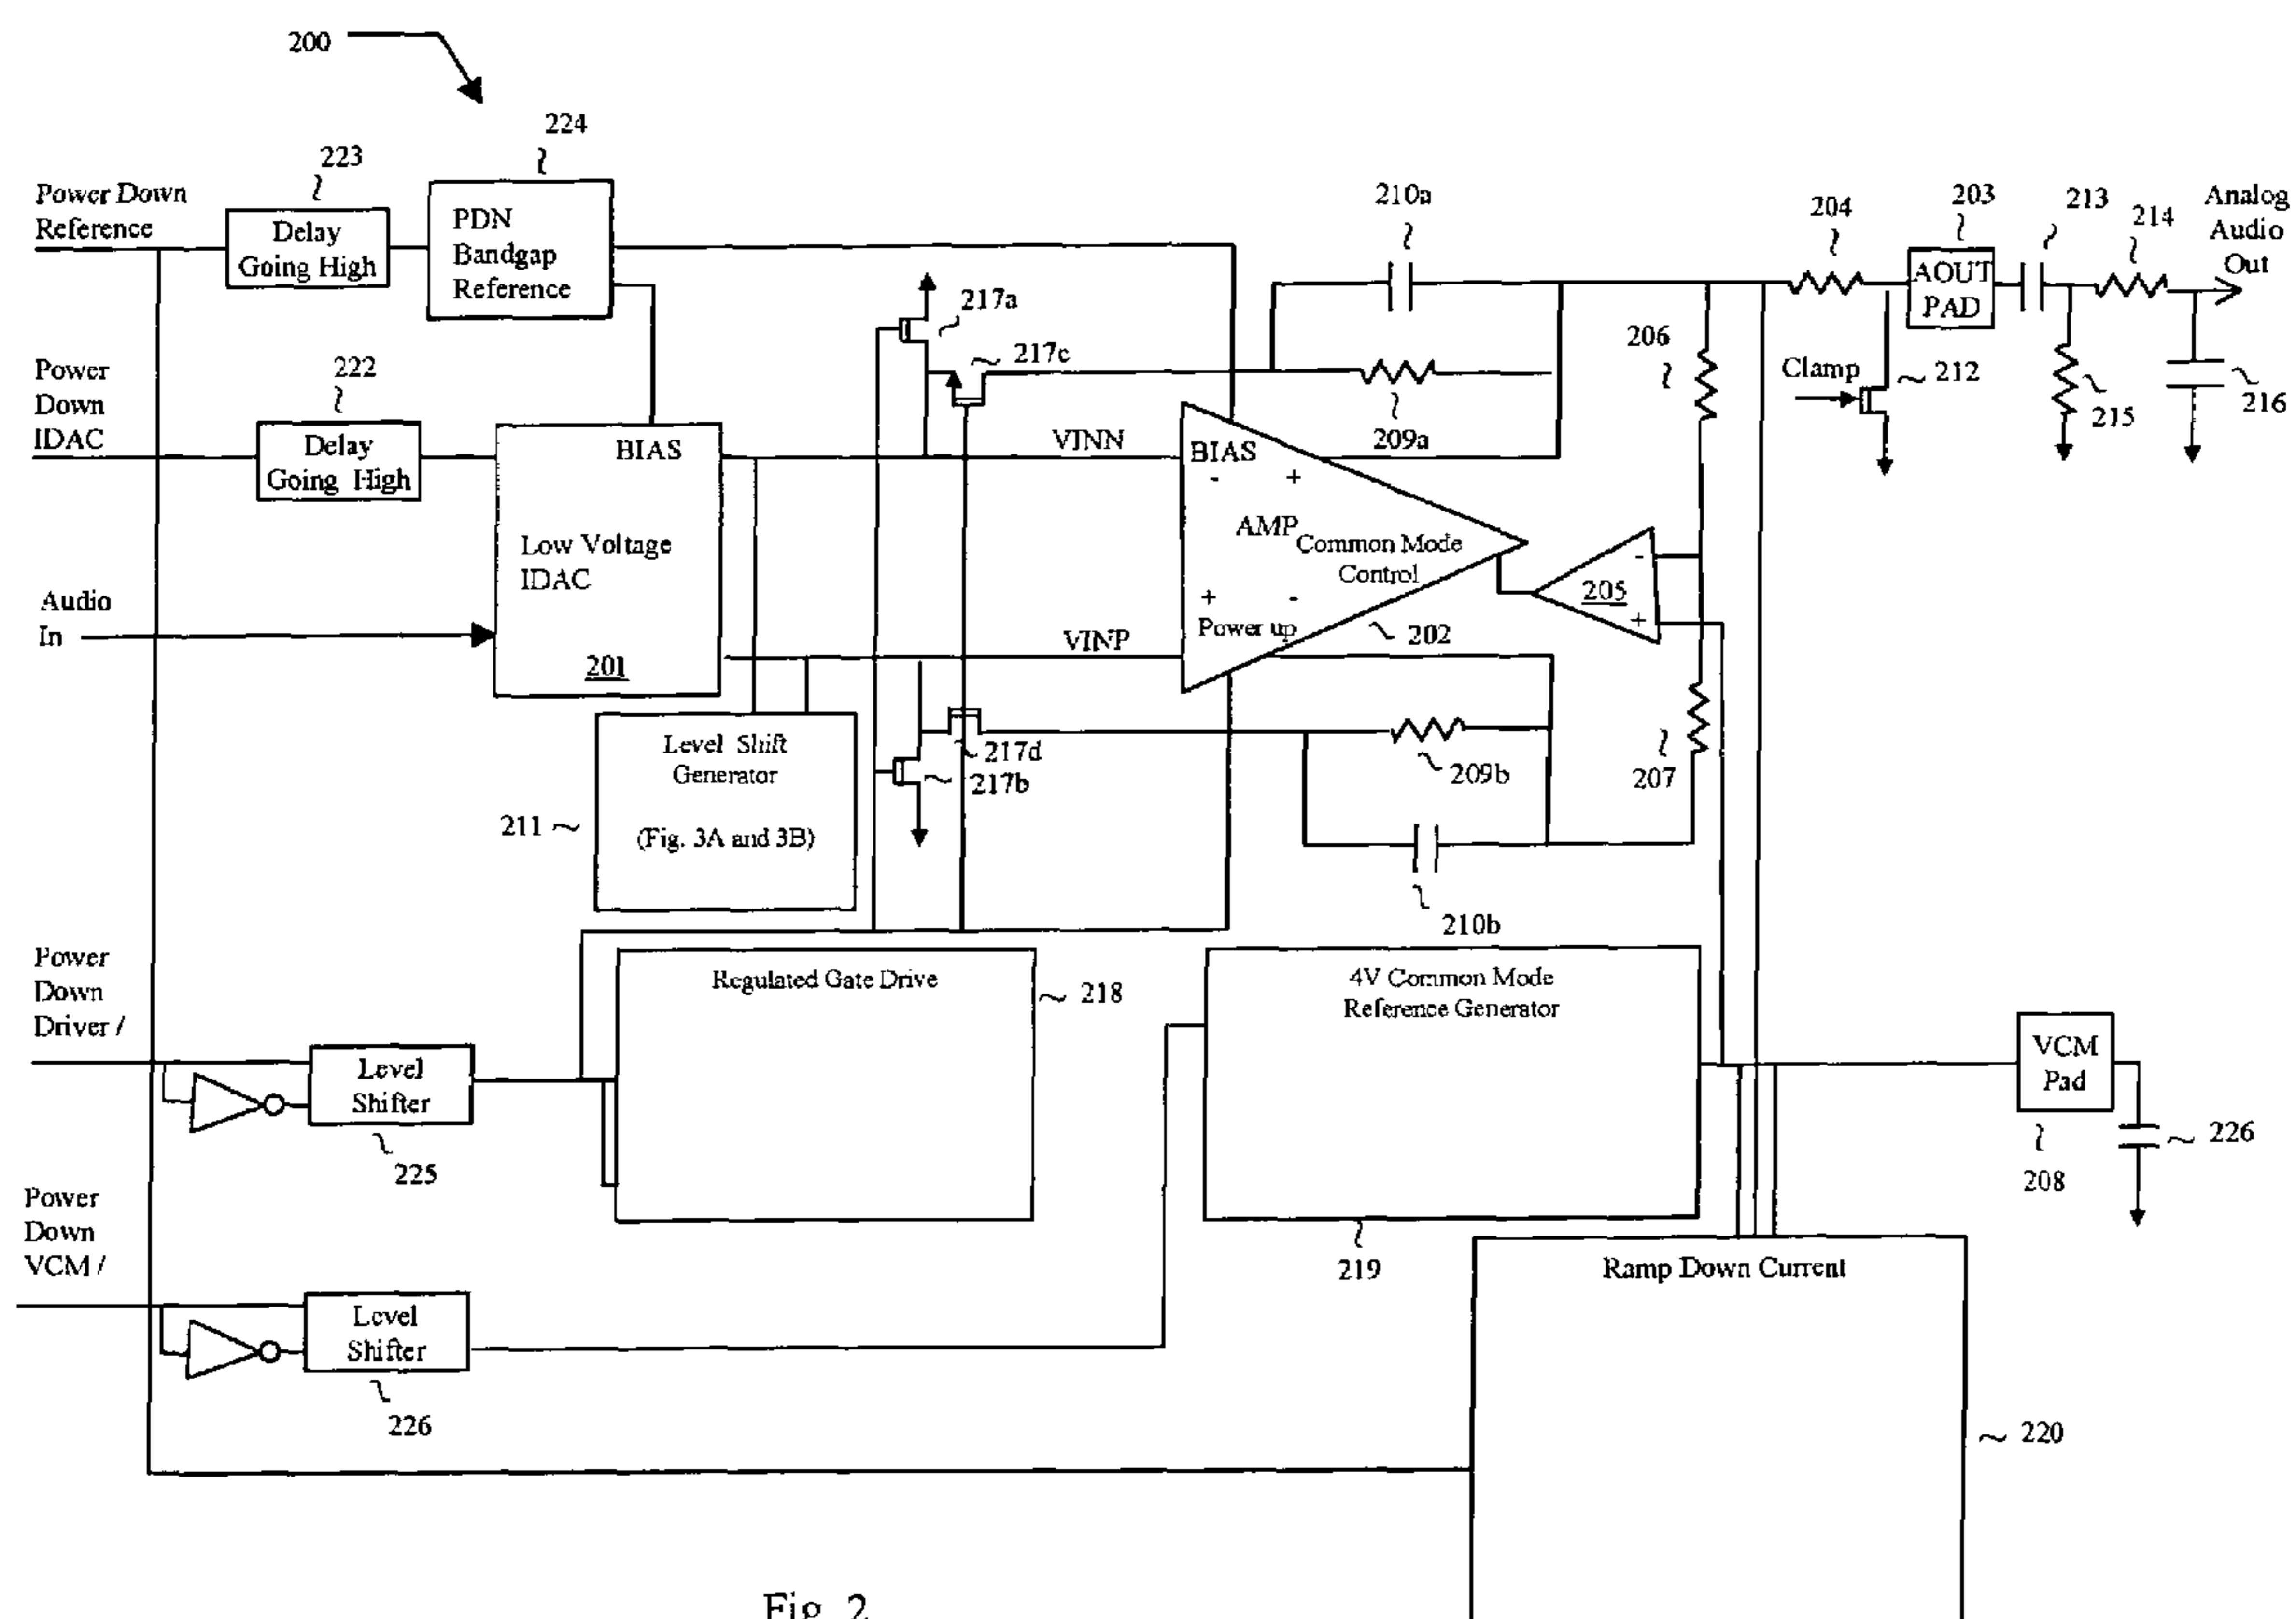 200
224
223
Power Down
Reference
Delay
Going High
PDN
Bandgap
Reference
210a
204
203
213
214
Analog
Audio
Out
AOUT
PAD
217a
217c
206
Clamp
212
215
216
Power
Down
IDAC
222
Delay
Going High
BIAS
Low Voltage
IDAC
201
VINN
209a
BIAS
-
+
AMP
Common Mode
Control
+
-
Power up
202
-
205
+
Audio
In
VINP
Level Shift
Generator
(Fig. 3A and 3B)
211
217d
217b
209b
207
210b
Power
Down
Driver /
Regulated Gate Drive
218
4V Common Mode
Reference Generator
VCM
Pad
Level
Shifter
225
226
208
Power
Down
VCM /
219
Ramp Down Current
Level
Shifter
226
220
Fig. 2